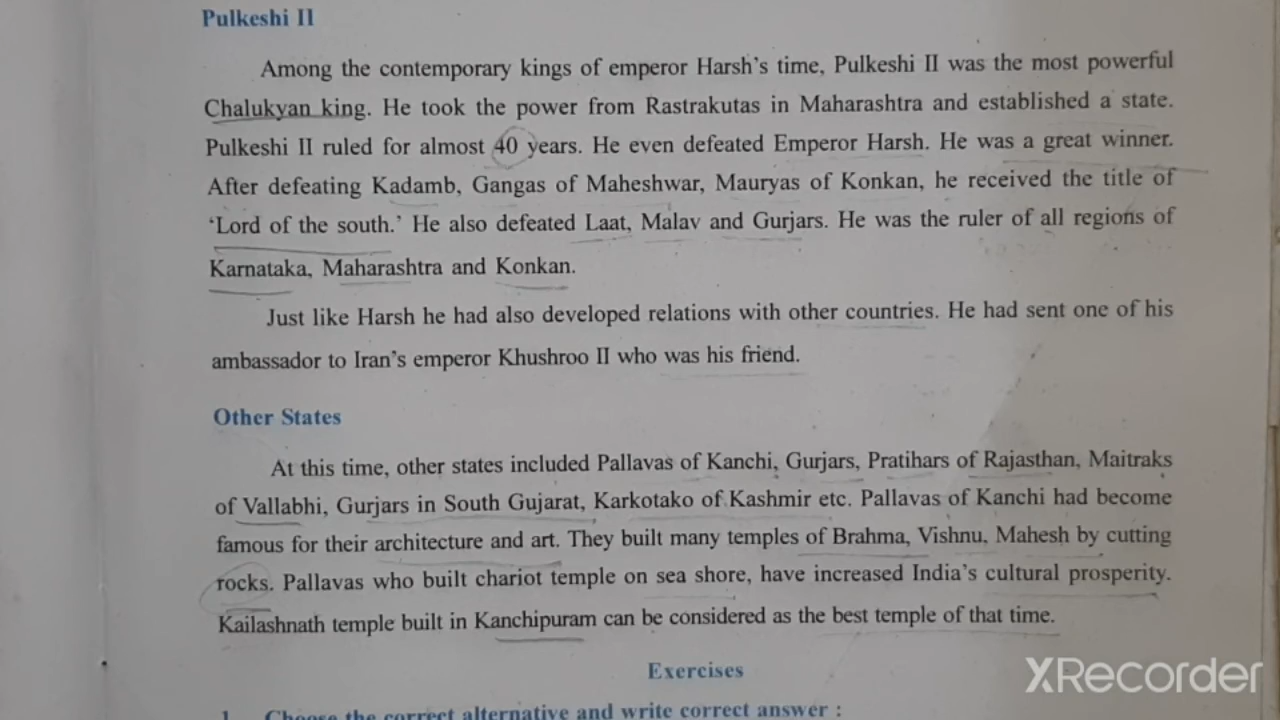 Pulkeshi II
Among the contemporary kings of emperor Harsh's time, Pulkeshi II was the most powerful
Chalukyan king. He took the power from Rastrakutas in Maharashtra and established a state.
Pulkeshi II ruled for almost 40 years. He even defeated Emperor Harsh. He was a great winner.
After defeating Kadamb, Gangas of Maheshwar, Mauryas of Konkan, he received the title of
‘Lord of the south.’ He also defeated Laat, Malav and Gurjars. He was the ruler of all regions of
Karnataka, Maharashtra and Konkan.
Just like Harsh he had also developed relations with other countries. He had sent one of his
ambassador to Iran's emperor Khushroo II who was his friend.
Other States
At this time, other states included Pallavas of Kanchi, Gurjars, Pratihars of Rajasthan, Maitraks
of Vallabhi, Gurjars in South Gujarat, Karkotako of Kashmir etc. Pallavas of Kanchi had become
famous for their architecture and art. They built many temples of Brahma, Vishnu, Mahesh by cutting
rocks. Pallavas who built chariot temple on sea shore, have increased India's cultural prosperity.
Kailashnath temple built in Kanchipuram can be considered as the best temple of that time.
Exercises
1. Choose the correct alternative and write correct answer :
XRecorder